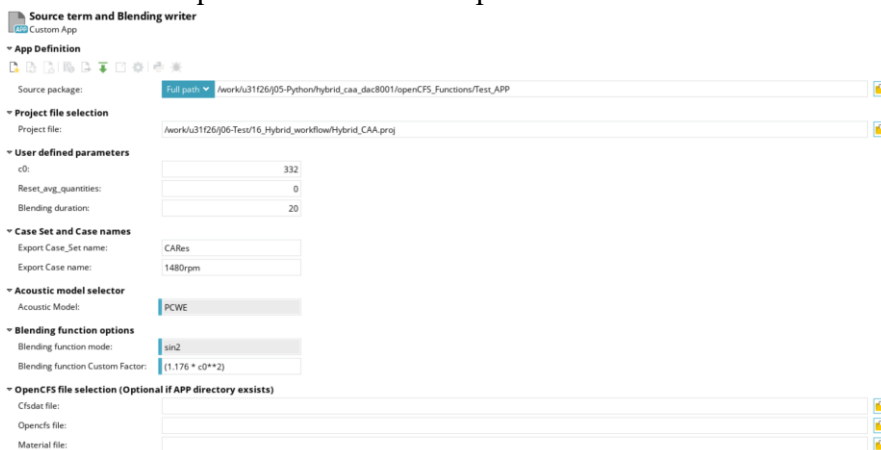 Source term and Blending writer
APP Custom App
App Definition
Source package: Full path /work/u31f26/j05-Python/hybrid_caa_dac8001/openCFS_Functions/Test_APP
Project file selection
Project file: /work/u31f26/j06-Test/16_Hybrid_workflow/Hybrid_CAA.proj
User defined parameters
c0: 332
Reset_avg_quantities: 0
Blending duration: 20
Case Set and Case names
Export Case_Set name: CARes
Export Case name: 1480rpm
Acoustic model selector
Acoustic Model: PCWE
Blending function options
Blending function mode: sin2
Blending function Custom Factor: (1.176 * c0**2)
OpenCFS file selection (Optional if APP directory exsists)
Cfsdat file:
Opencfs file:
Material file: